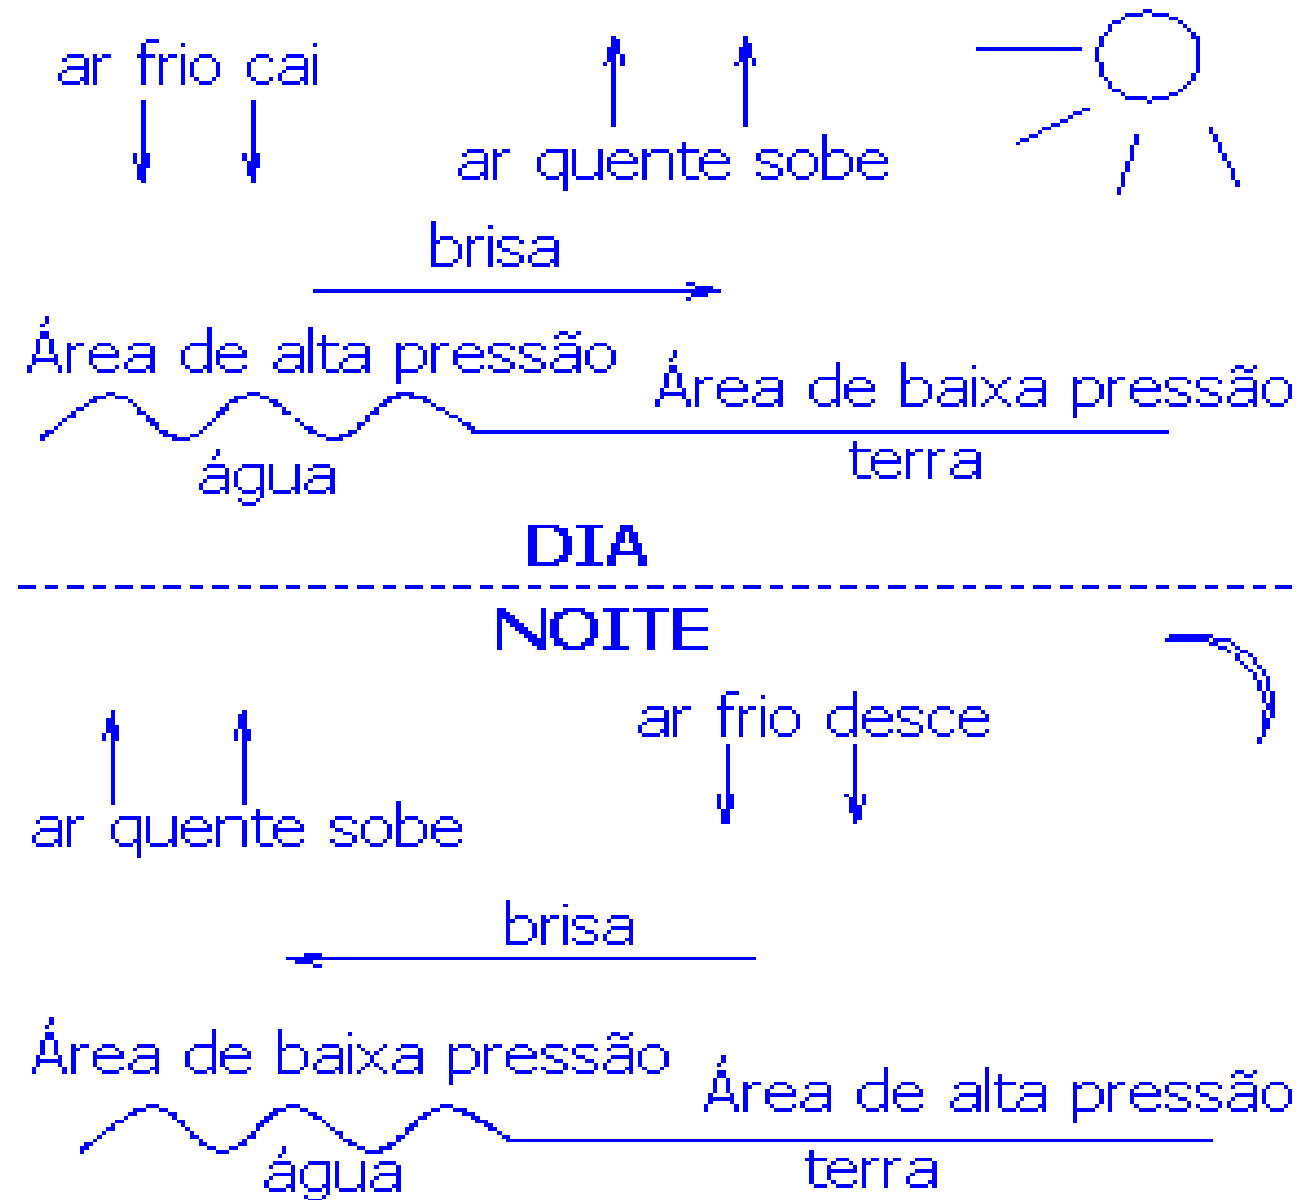 ar frio cai
ar quente sobe
brisa
Área de alta pressão
Área de baixa pressão
água
terra
DIA
NOITE
ar frio desce
ar quente sobe
brisa
Área de baixa pressão
Área de alta pressão
água
terra